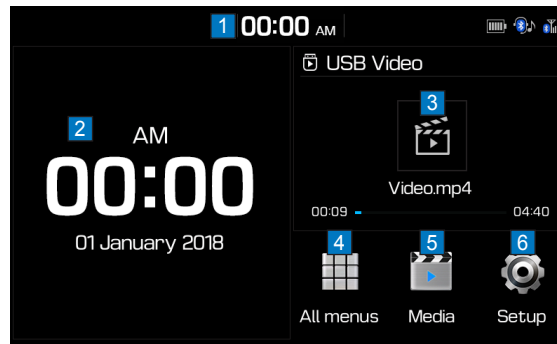 1 00:00 AM
USB Video
2 AM
00:00
01 January 2018
3
Video.mp4
00:09 04:40
4 5 6
All menus Media Setup